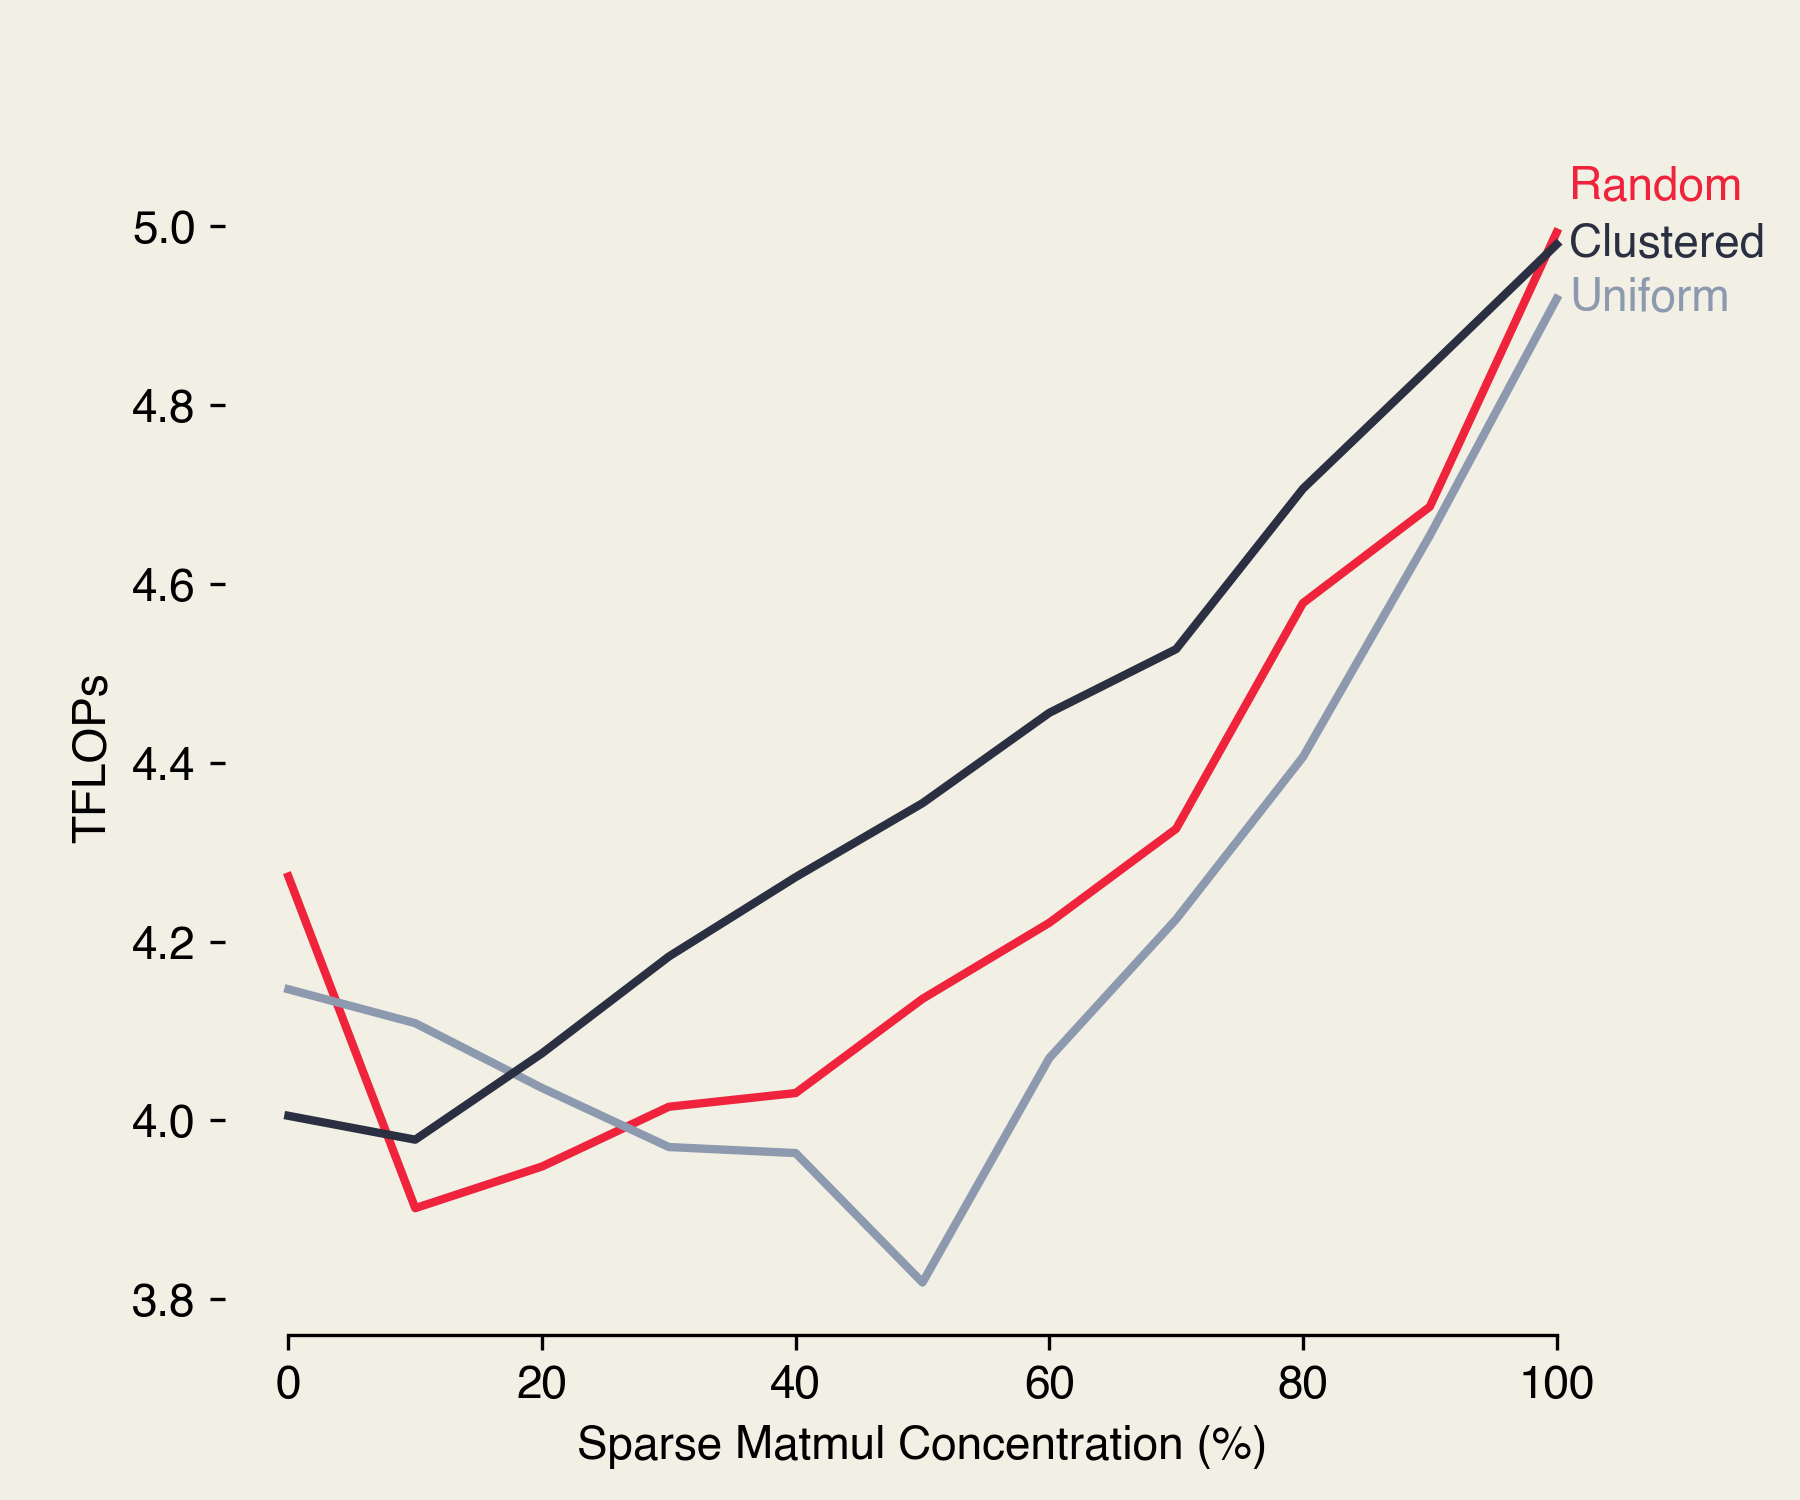 Random
5.0
Clustered
Uniform
4.8
4.6
4.4
TFLOPs
4.2
4.0
3.8
0 20 40 60 80 100
Sparse Matmul Concentration (%)